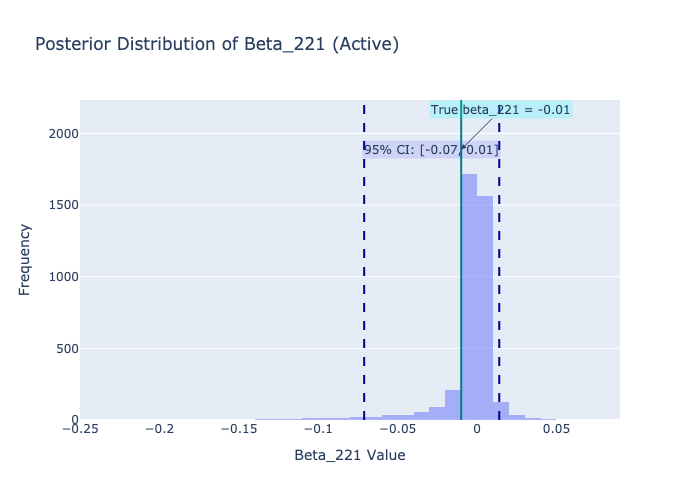 Posterior Distribution of Beta_221 (Active)
True beta_221 = -0.01
95% CI: [-0.07, 0.01]
2000
1500
1000
500
0
Frequency
−0.25
−0.2
−0.15
−0.1
−0.05
0
0.05
Beta_221 Value